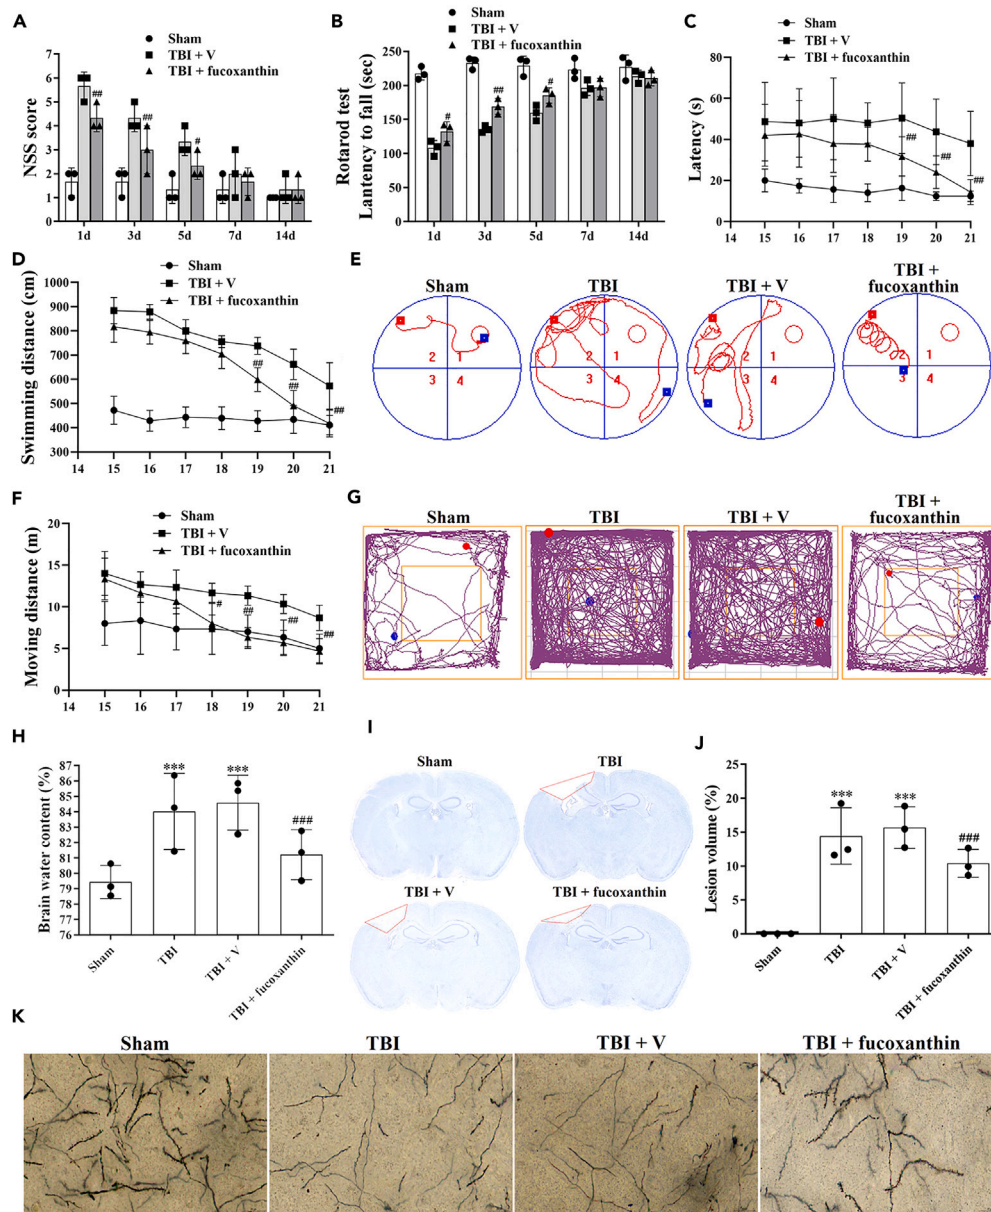 A
Sham
TBI + V
TBI + fucoxanthin
NSS score
7
6
5
4
3
2
1
0
##
##
#
1d
3d
5d
7d
14d
B
Sham
TBI + V
TBI + fucoxanthin
Rotarod test
Lantency to fall (sec)
250
200
150
100
50
0
#
##
#
1d
3d
5d
7d
14d
C
Sham
TBI + V
TBI + fucoxanthin
Latency (s)
80
60
40
20
0
##
##
##
14 15 16 17 18 19 20 21
D
Sham
TBI + V
TBI + fucoxanthin
Swimming distance (cm)
1000
900
800
700
600
500
400
300
##
##
##
14 15 16 17 18 19 20 21
E
Sham
TBI
TBI + V
TBI +
fucoxanthin
2 1
3 4
2 1
3 4
2 1
3 4
2 1
3 4
F
Sham
TBI + V
TBI + fucoxanthin
Moving distance (m)
20
15
10
5
0
#
##
##
##
14 15 16 17 18 19 20 21
G
Sham
TBI
TBI + V
TBI +
fucoxanthin
H
Brain water content (%)
87
86
85
84
83
82
81
80
79
78
77
76
***
***
###
Sham
TBI
TBI + V
TBI + fucoxanthin
I
Sham
TBI
TBI + V
TBI + fucoxanthin
J
Lesion volume (%)
25
20
15
10
5
0
***
***
###
Sham
TBI
TBI + V
TBI + fucoxanthin
K
Sham
TBI
TBI + V
TBI + fucoxanthin